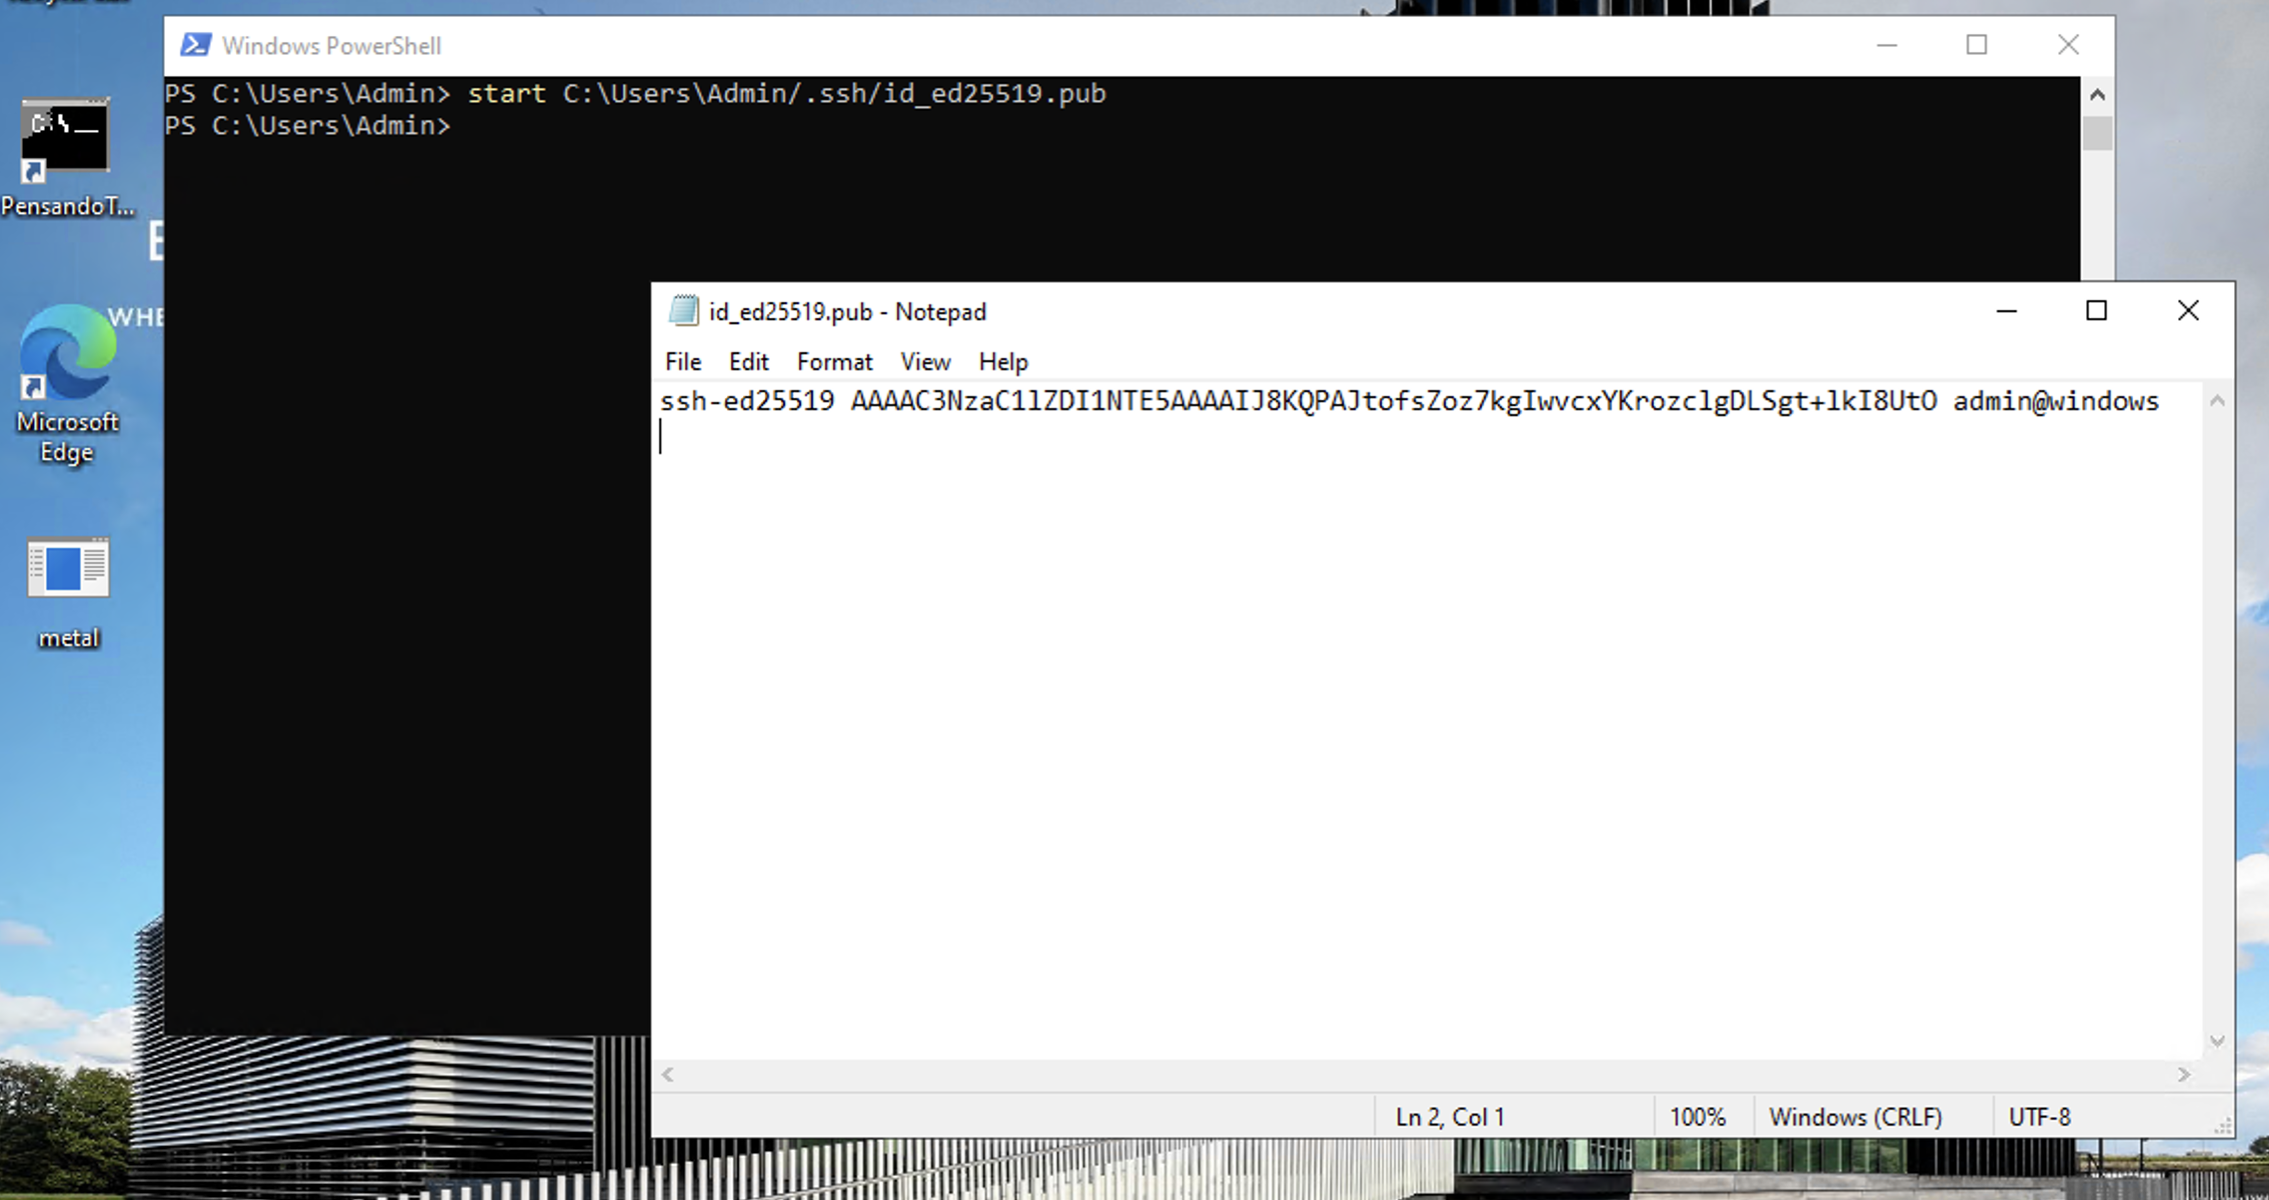 Windows PowerShell
PS C:\Users\Admin> start C:\Users\Admin/.ssh/id_ed25519.pub
PS C:\Users\Admin>
C:\_
PensandoT...
WHE
Microsoft
Edge
metal
id_ed25519.pub - Notepad
File Edit Format View Help
ssh-ed25519 AAAAC3NzaC1lZDI1NTE5AAAAIJ8KQPAJtofsZoz7kgIwvcxYKrozclgDLSgt+lkI8UtO admin@windows
Ln 2, Col 1
100%
Windows (CRLF)
UTF-8